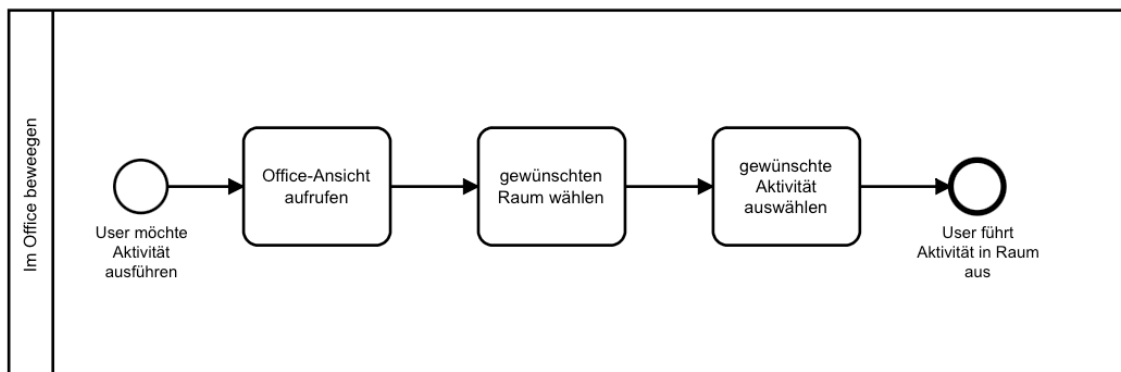 Im Office beweegen
User möchte
Aktivität
ausführen
Office-Ansicht
aufrufen
gewünschten
Raum wählen
gewünschte
Aktivität
auswählen
User führt
Aktivität in Raum
aus